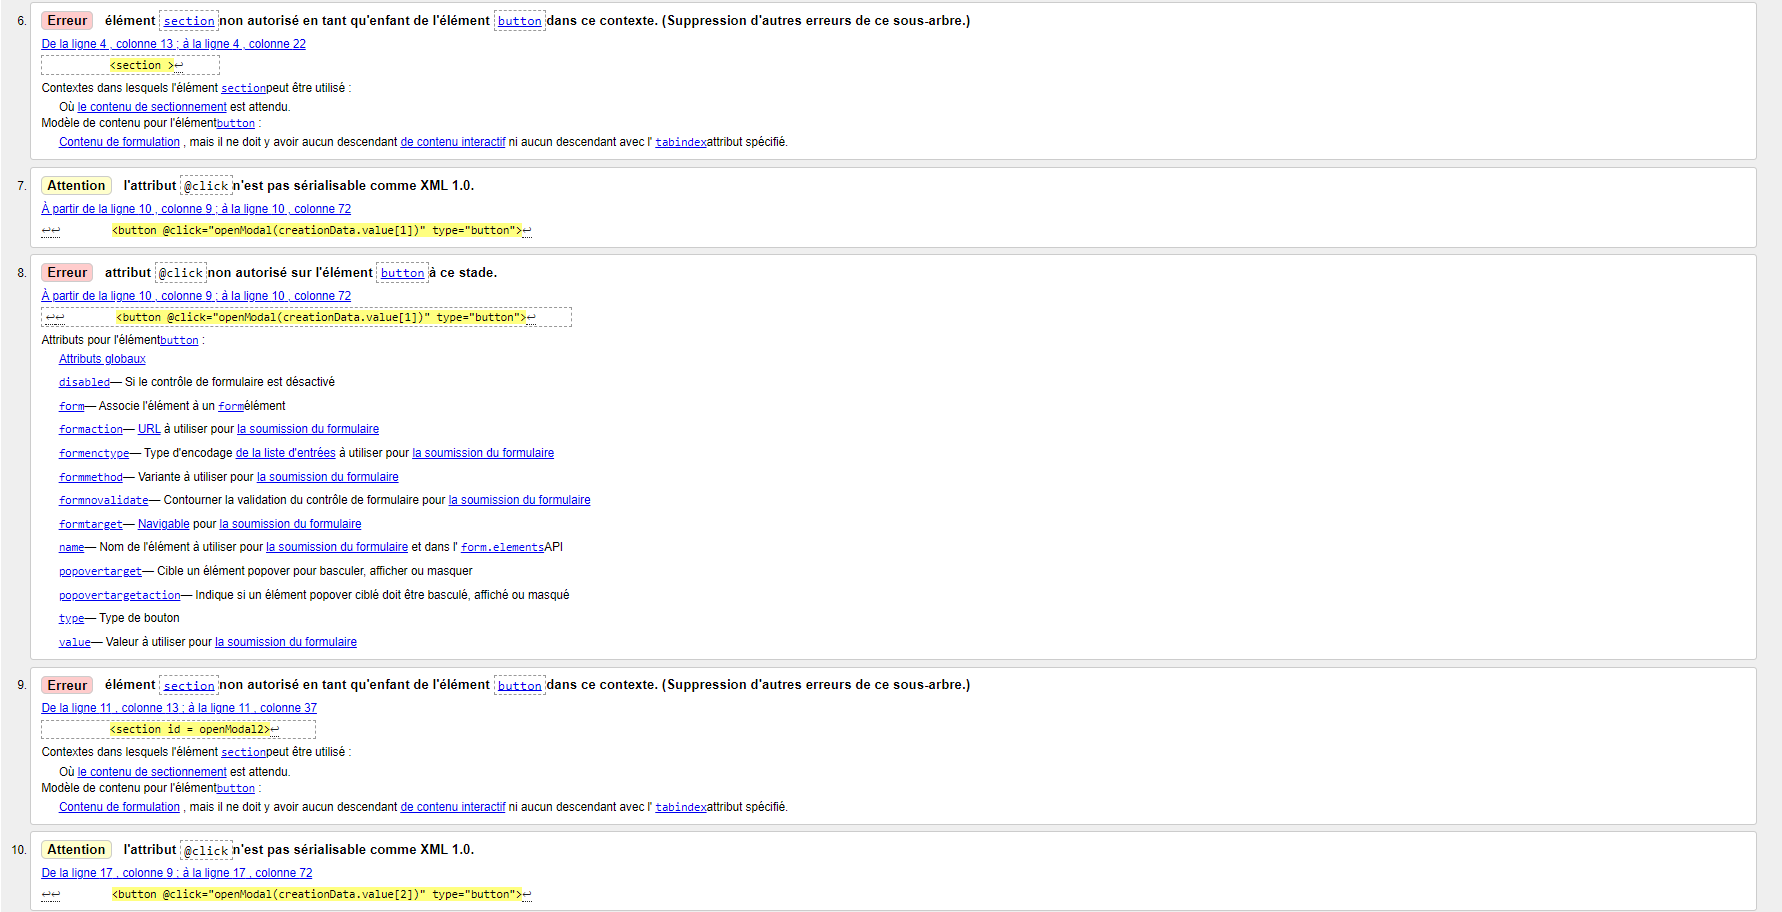 6. Erreur élément section non autorisé en tant qu'enfant de l'élément button dans ce contexte. (Suppression d'autres erreurs de ce sous-arbre.)
De la ligne 4 , colonne 13 ; à la ligne 4 , colonne 22
<section >↩
Contextes dans lesquels l'élément sectionpeut être utilisé :
Où le contenu de sectionnement est attendu.
Modèle de contenu pour l'élémentbutton :
Contenu de formulation , mais il ne doit y avoir aucun descendant de contenu interactif ni aucun descendant avec l' tabindexattribut spécifié.
7. Attention l'attribut @click n'est pas sérialisable comme XML 1.0.
À partir de la ligne 10 , colonne 9 ; à la ligne 10 , colonne 72
↩↩ <button @click="openModal(creationData.value[1])" type="button">↩
8. Erreur attribut @click non autorisé sur l'élément button à ce stade.
À partir de la ligne 10 , colonne 9 ; à la ligne 10 , colonne 72
↩↩ <button @click="openModal(creationData.value[1])" type="button">↩
Attributs pour l'élémentbutton :
Attributs globaux
disabled— Si le contrôle de formulaire est désactivé
form— Associe l'élément à un formélément
formaction— URL à utiliser pour la soumission du formulaire
formenctype— Type d'encodage de la liste d'entrées à utiliser pour la soumission du formulaire
formmethod— Variante à utiliser pour la soumission du formulaire
formnovalidate— Contourner la validation du contrôle de formulaire pour la soumission du formulaire
formtarget— Navigable pour la soumission du formulaire
name— Nom de l'élément à utiliser pour la soumission du formulaire et dans l' form.elementsAPI
popovertarget— Cible un élément popover pour basculer, afficher ou masquer
popovertargetaction— Indique si un élément popover ciblé doit être basculé, affiché ou masqué
type— Type de bouton
value— Valeur à utiliser pour la soumission du formulaire
9. Erreur élément section non autorisé en tant qu'enfant de l'élément button dans ce contexte. (Suppression d'autres erreurs de ce sous-arbre.)
De la ligne 11 , colonne 13 ; à la ligne 11 , colonne 37
<section id = openModal2>↩
Contextes dans lesquels l'élément sectionpeut être utilisé :
Où le contenu de sectionnement est attendu.
Modèle de contenu pour l'élémentbutton :
Contenu de formulation , mais il ne doit y avoir aucun descendant de contenu interactif ni aucun descendant avec l' tabindexattribut spécifié.
10. Attention l'attribut @click n'est pas sérialisable comme XML 1.0.
De la ligne 17 , colonne 9 ; à la ligne 17 , colonne 72
↩↩ <button @click="openModal(creationData.value[2])" type="button">↩